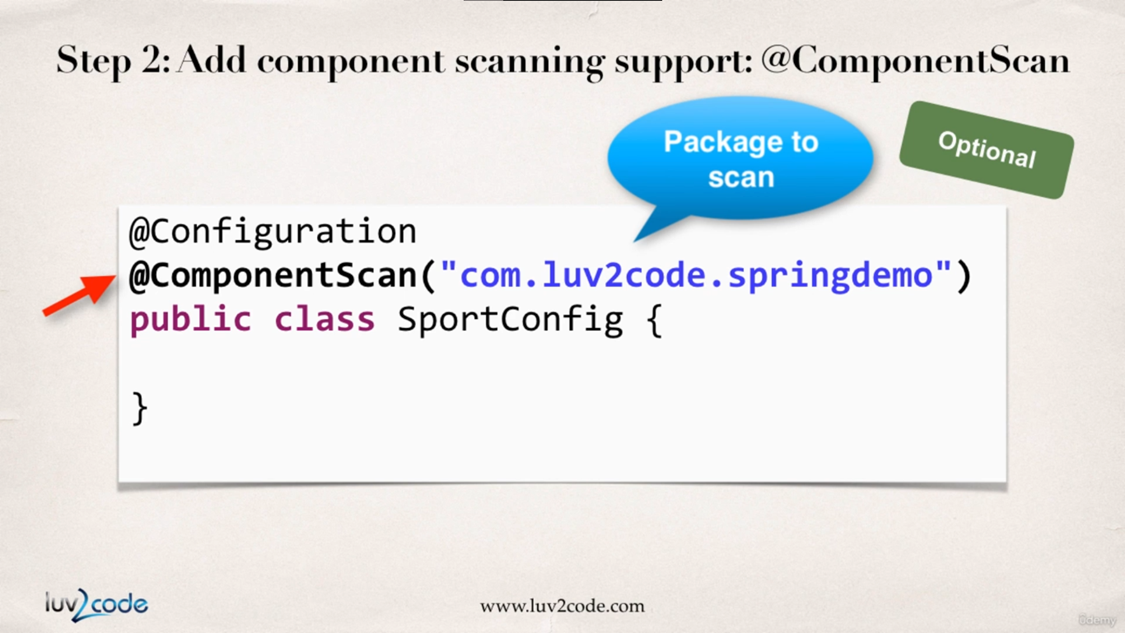 Step 2: Add component scanning support: @ComponentScan
Package to
scan
Optional
@Configuration
@ComponentScan("com.luv2code.springdemo")
public class SportConfig {
}
luv2code
www.luv2code.com
ûdemy